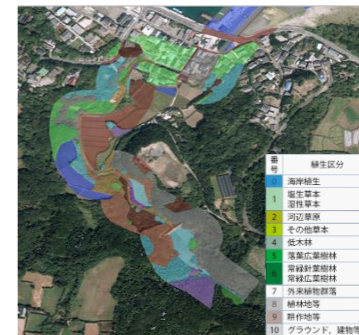 番号 植生区分
0 海岸植生
1 塩生草本
湿性草本
2 河辺草原
3 その他草本
4 低木林
5 落葉広葉樹林
6 常緑針葉樹林
常緑広葉樹林
7 外来植物群落
8 植林地等
9 耕作地等
10 グラウンド，建物等